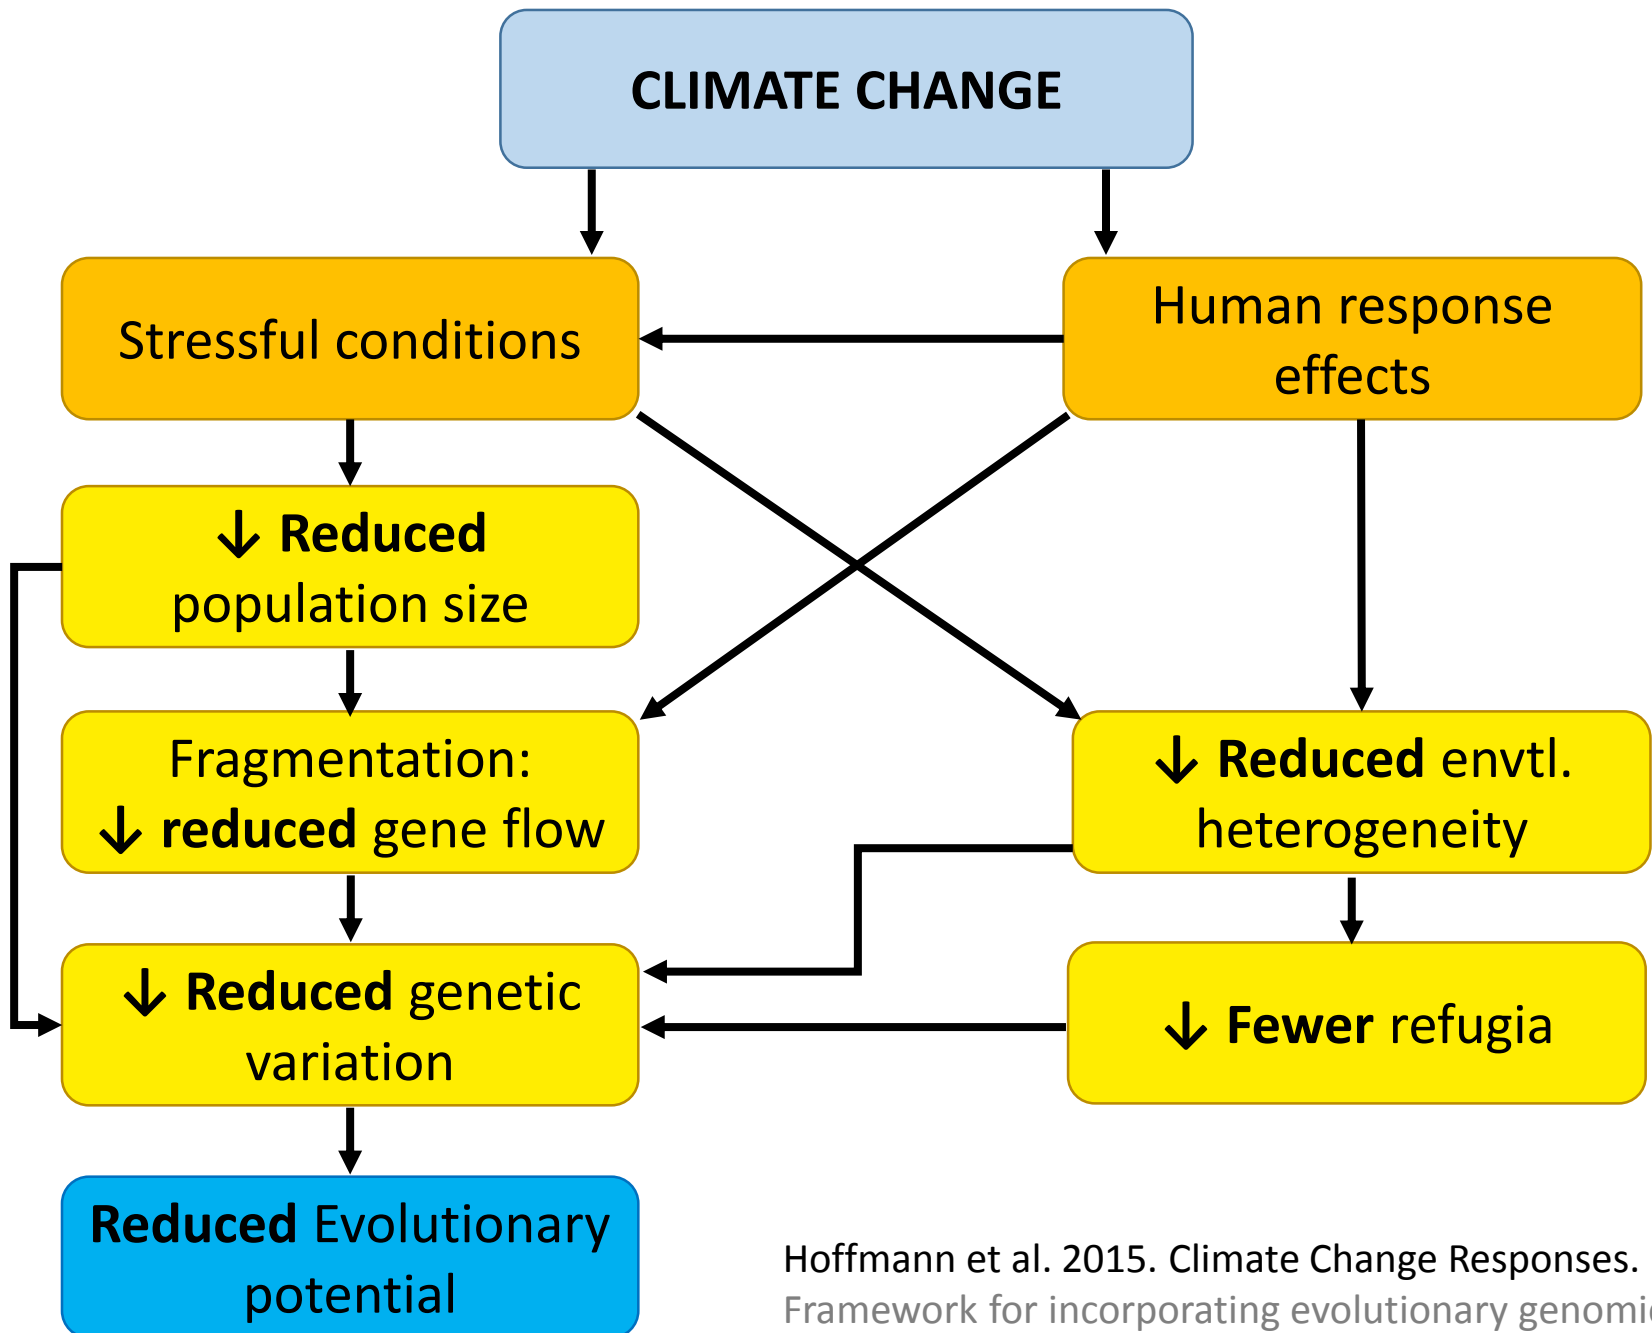 CLIMATE CHANGE
Stressful conditions
Human response
effects
↓ Reduced
population size
Fragmentation:
↓ reduced gene flow
↓ Reduced envtl.
heterogeneity
↓ Reduced genetic
variation
↓ Fewer refugia
Reduced Evolutionary
potential
Hoffmann et al. 2015. Climate Change Responses.
Framework for incorporating evolutionary